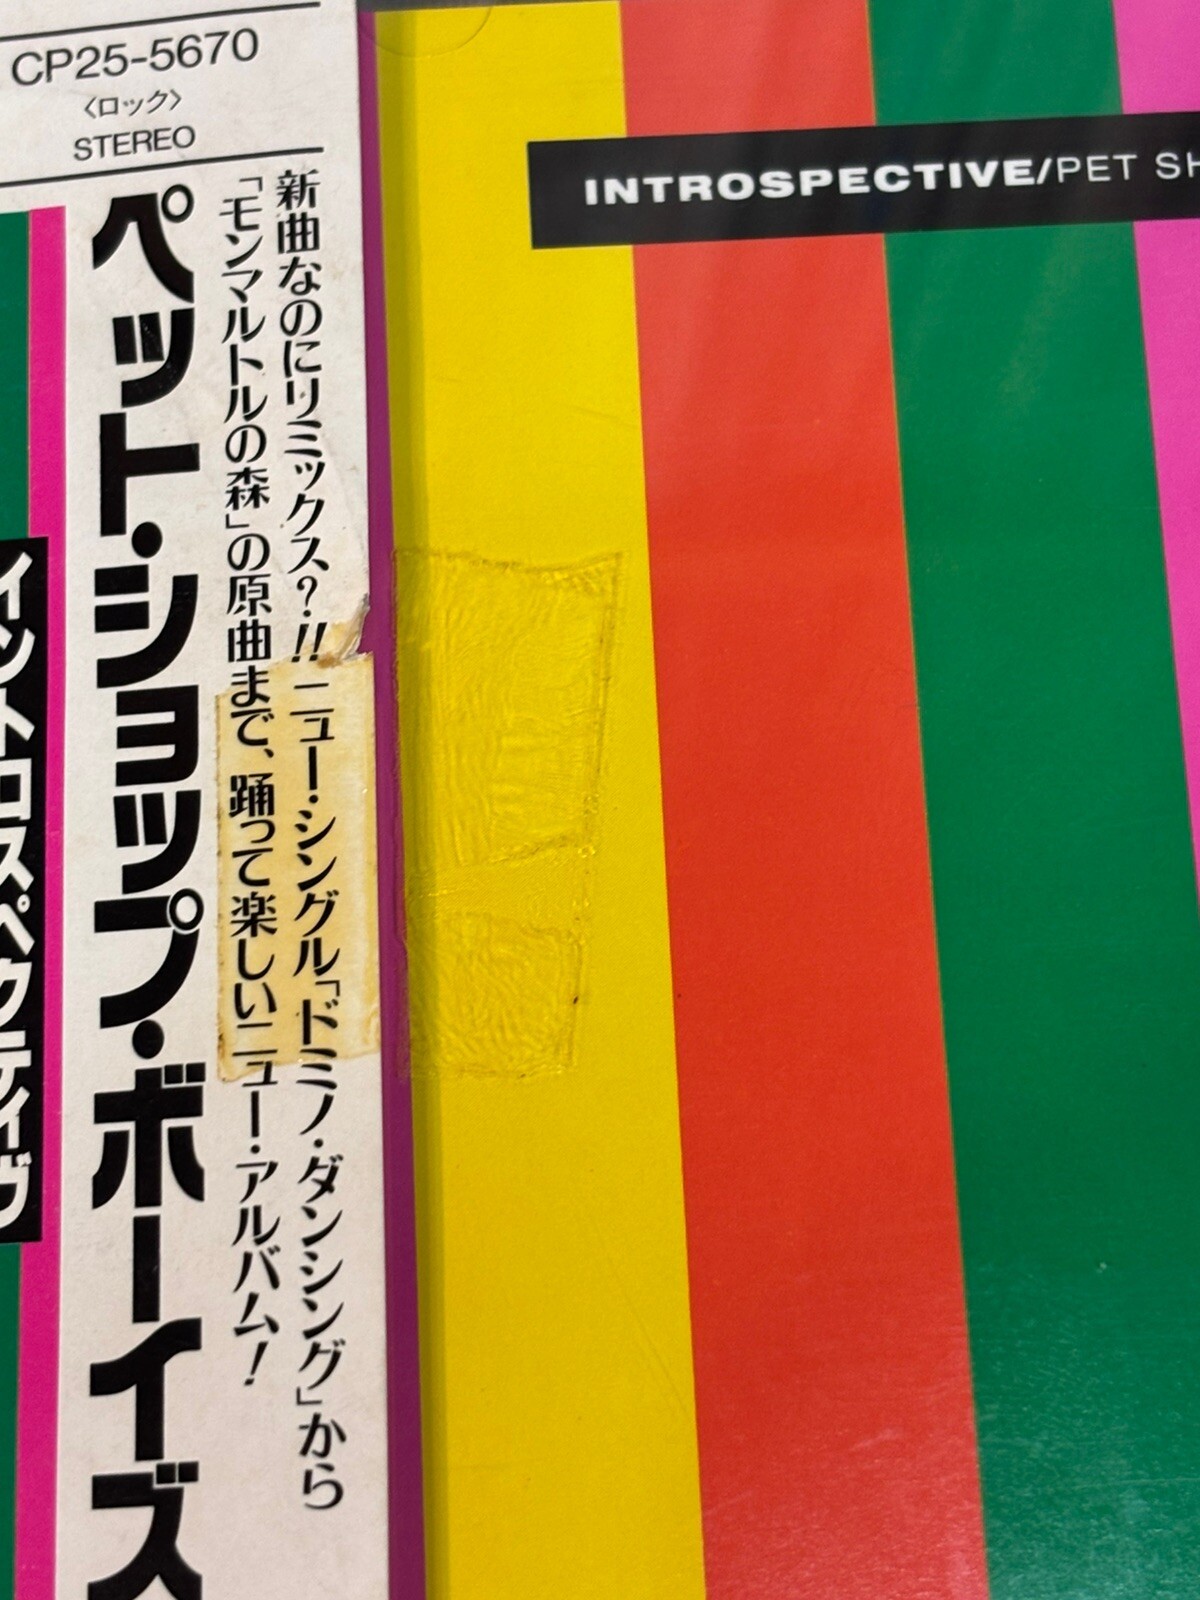 CP25-5670
〈ロック〉
STEREO
新曲なのにリミックス?!!ニュー・シングル「ドミノ・ダンシング」から
「モンマルトルの森」の原曲まで、踊って楽しいニュー・アルバム!
ペット・ショップ・ボーイズ
イントロスペクティヴ
INTROSPECTIVE/PET SH